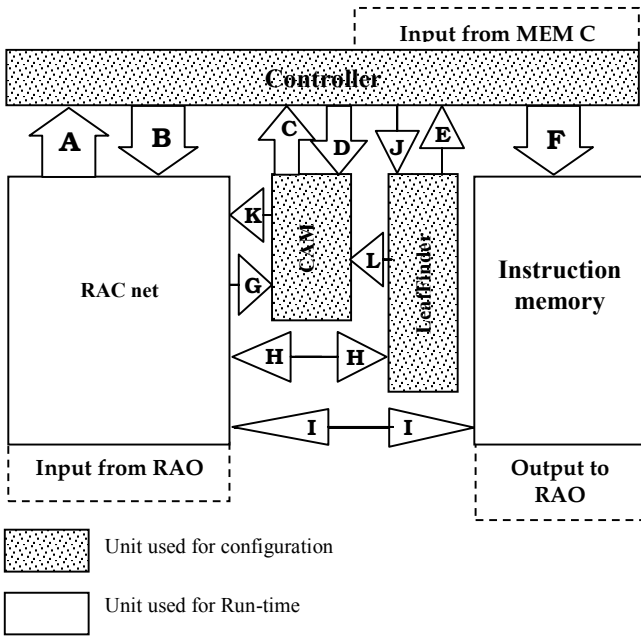 Input from MEM C
Controller
A
B
C
D
J
E
F
K
G
CAM
L
LeafFinder
RAC net
Instruction
memory
H
H
I
I
Input from RAO
Output to
RAO
Unit used for configuration
Unit used for Run-time